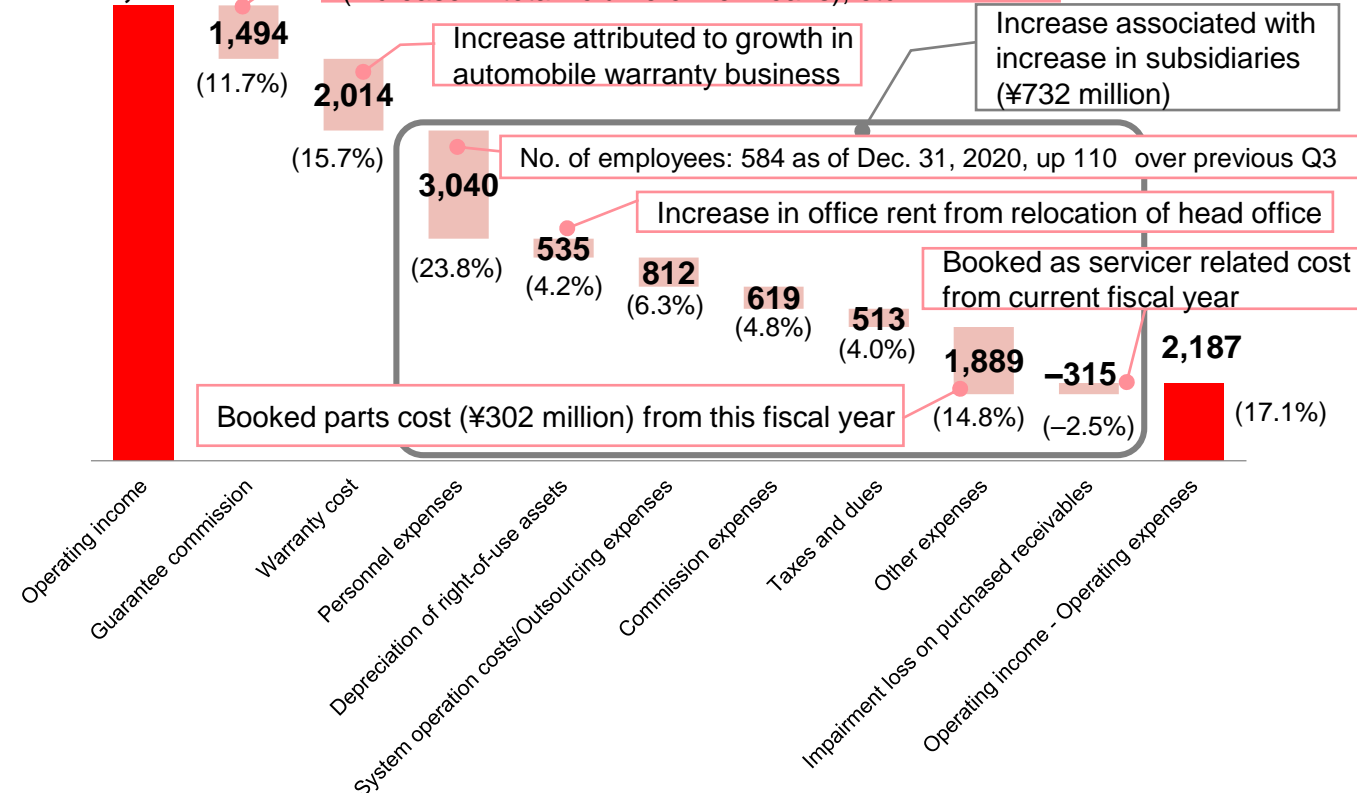 1,494
(11.7%)
Increase attributed to growth in
automobile warranty business
Increase associated with
increase in subsidiaries
(¥732 million)
2,014
(15.7%)
No. of employees: 584 as of Dec. 31, 2020, up 110 over previous Q3
3,040
(23.8%)
Increase in office rent from relocation of head office
535
(4.2%)
812
(6.3%)
619
(4.8%)
Booked as servicer related cost
from current fiscal year
513
(4.0%)
1,889
(14.8%)
–315
(–2.5%)
2,187
(17.1%)
Booked parts cost (¥302 million) from this fiscal year
Operating income
Guarantee commission
Warranty cost
Personnel expenses
Depreciation of right-of-use assets
System operation costs/Outsourcing expenses
Commission expenses
Taxes and dues
Other expenses
Impairment loss on purchased receivables
Operating income - Operating expenses